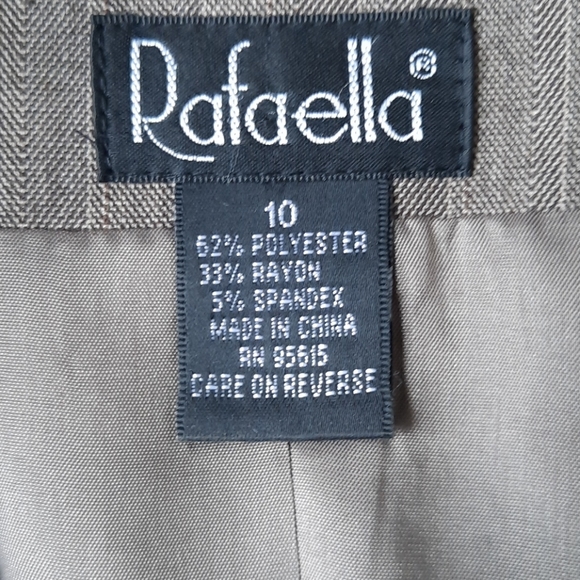 Rafaella®
10
62% POLYESTER
33% RAYON
5% SPANDEX
MADE IN CHINA
RN 95615
CARE ON REVERSE